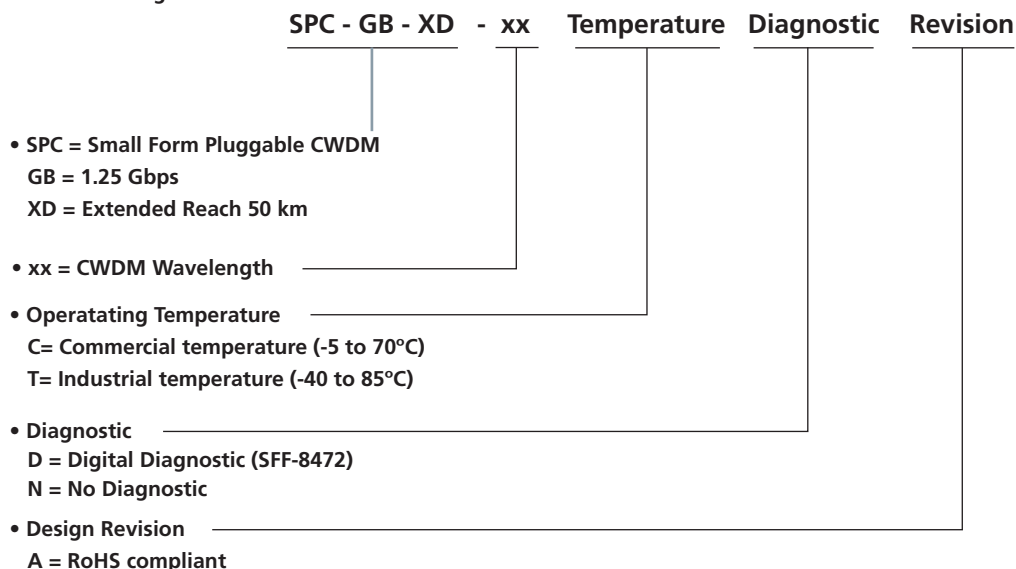 SPC - GB - XD - xx Temperature Diagnostic Revision
• SPC = Small Form Pluggable CWDM
GB = 1.25 Gbps
XD = Extended Reach 50 km
• xx = CWDM Wavelength
• Operatating Temperature
C= Commercial temperature (-5 to 70ºC)
T= Industrial temperature (-40 to 85ºC)
• Diagnostic
D = Digital Diagnostic (SFF-8472)
N = No Diagnostic
• Design Revision
A = RoHS compliant